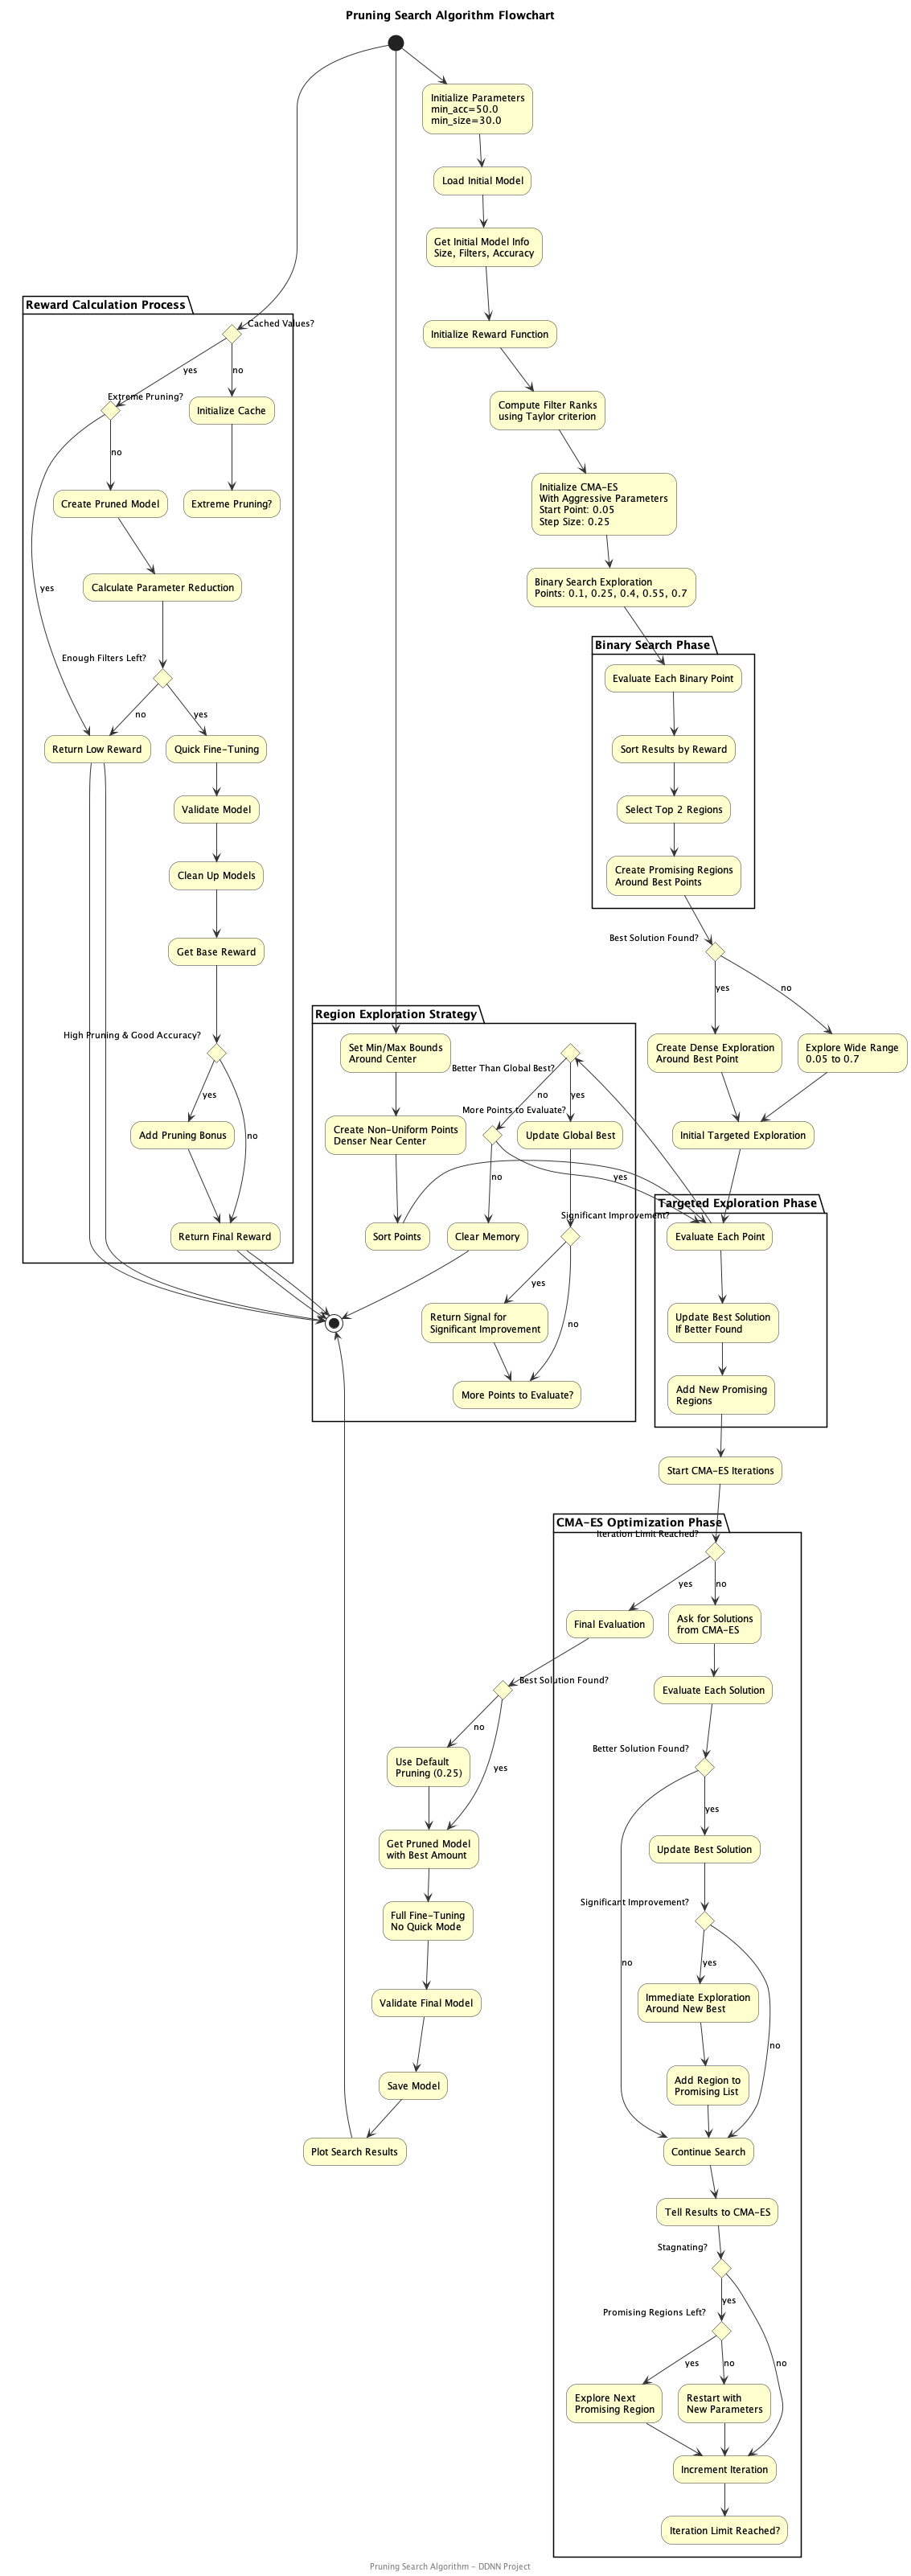 Pruning Search Algorithm Flowchart
Initialize Parameters
min_acc=50.0
min_size=30.0
Load Initial Model
Get Initial Model Info
Size, Filters, Accuracy
Initialize Reward Function
Compute Filter Ranks
using Taylor criterion
Initialize CMA-ES
With Aggressive Parameters
Start Point: 0.05
Step Size: 0.25
Binary Search Exploration
Points: 0.1, 0.25, 0.4, 0.55, 0.7
Reward Calculation Process
Cached Values?
yes
no
Extreme Pruning?
Initialize Cache
no
Create Pruned Model
Extreme Pruning?
yes
Calculate Parameter Reduction
Enough Filters Left?
no
yes
Return Low Reward
Quick Fine-Tuning
Validate Model
Clean Up Models
Get Base Reward
High Pruning & Good Accuracy?
yes
Add Pruning Bonus
no
Return Final Reward
Binary Search Phase
Evaluate Each Binary Point
Sort Results by Reward
Select Top 2 Regions
Create Promising Regions
Around Best Points
Best Solution Found?
yes
no
Create Dense Exploration
Around Best Point
Explore Wide Range
0.05 to 0.7
Initial Targeted Exploration
Region Exploration Strategy
Set Min/Max Bounds
Around Center
Better Than Global Best?
no
yes
More Points to Evaluate?
Create Non-Uniform Points
Denser Near Center
Update Global Best
no
yes
Significant Improvement?
Sort Points
Clear Memory
yes
Return Signal for
Significant Improvement
no
More Points to Evaluate?
Targeted Exploration Phase
Evaluate Each Point
Update Best Solution
If Better Found
Add New Promising
Regions
Start CMA-ES Iterations
CMA-ES Optimization Phase
Iteration Limit Reached?
yes
no
Final Evaluation
Ask for Solutions
from CMA-ES
Best Solution Found?
Evaluate Each Solution
no
Better Solution Found?
Use Default
Pruning (0.25)
yes
yes
Get Pruned Model
with Best Amount
Update Best Solution
Full Fine-Tuning
No Quick Mode
Significant Improvement?
no
yes
Validate Final Model
Immediate Exploration
Around New Best
no
Save Model
Add Region to
Promising List
Plot Search Results
Continue Search
Tell Results to CMA-ES
Stagnating?
yes
Promising Regions Left?
yes
no
no
Explore Next
Promising Region
Restart with
New Parameters
Increment Iteration
Iteration Limit Reached?
Pruning Search Algorithm - DDNN Project